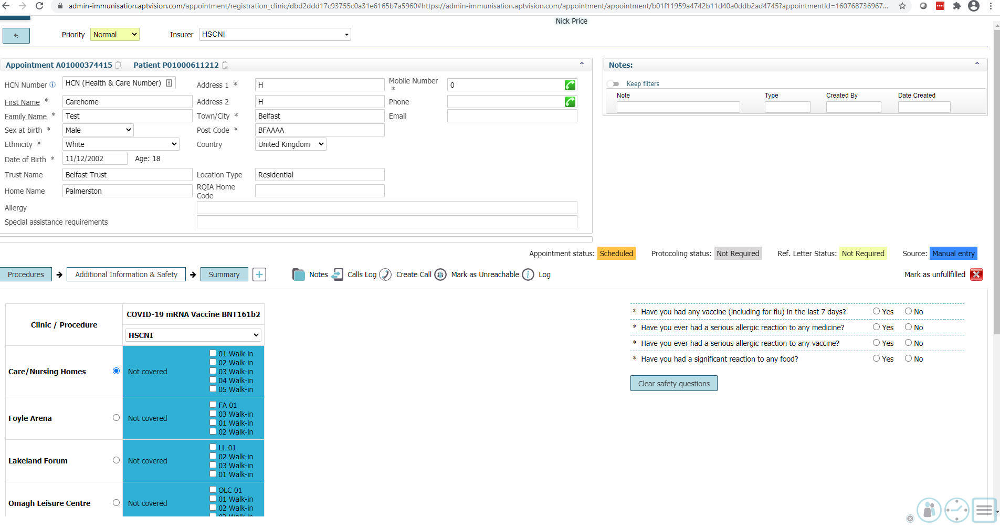 admin-immunisation.aptvision.com/appointment/registration_clinic/dbd2ddd17c93755c0a31e6165b7a5960#https://admin-immunisation.aptvision.com/appointment/appointment/b01f11959a4742b11d40a0ddb2ad4745?appointmentId=160768736967...
Nick Price
Priority Normal Insurer HSCNI
Appointment A01000374415 Patient P01000611212
HCN Number HCN (Health & Care Number) Address 1 * H Mobile Number * 0
First Name * Carehome Address 2 H Phone
Family Name * Test Town/City * Belfast Email
Sex at birth * Male Post Code * BFAAAA
Ethnicity * White Country United Kingdom
Date of Birth * 11/12/2002 Age: 18
Trust Name Belfast Trust Location Type Residential
Home Name Palmerston RQIA Home Code
Allergy
Special assistance requirements
Notes:
Keep filters
Note Type Created By Date Created
Appointment status: Scheduled Protocoling status: Not Required Ref. Letter Status: Not Required Source: Manual entry
Procedures Additional Information & Safety Summary + Notes Calls Log Create Call Mark as Unreachable Log Mark as unfullfilled
Clinic / Procedure
COVID-19 mRNA Vaccine BNT161b2
HSCNI
Care/Nursing Homes Not covered
01 Walk-in
02 Walk-in
03 Walk-in
04 Walk-in
05 Walk-in
Foyle Arena Not covered
FA 01
03 Walk-in
01 Walk-in
02 Walk-in
Lakeland Forum Not covered
LL 01
02 Walk-in
03 Walk-in
01 Walk-in
Omagh Leisure Centre Not covered
OLC 01
01 Walk-in
02 Walk-in
* Have you had any vaccine (including for flu) in the last 7 days? Yes No
* Have you ever had a serious allergic reaction to any medicine? Yes No
* Have you ever had a serious allergic reaction to any vaccine? Yes No
* Have you had a significant reaction to any food? Yes No
Clear safety questions